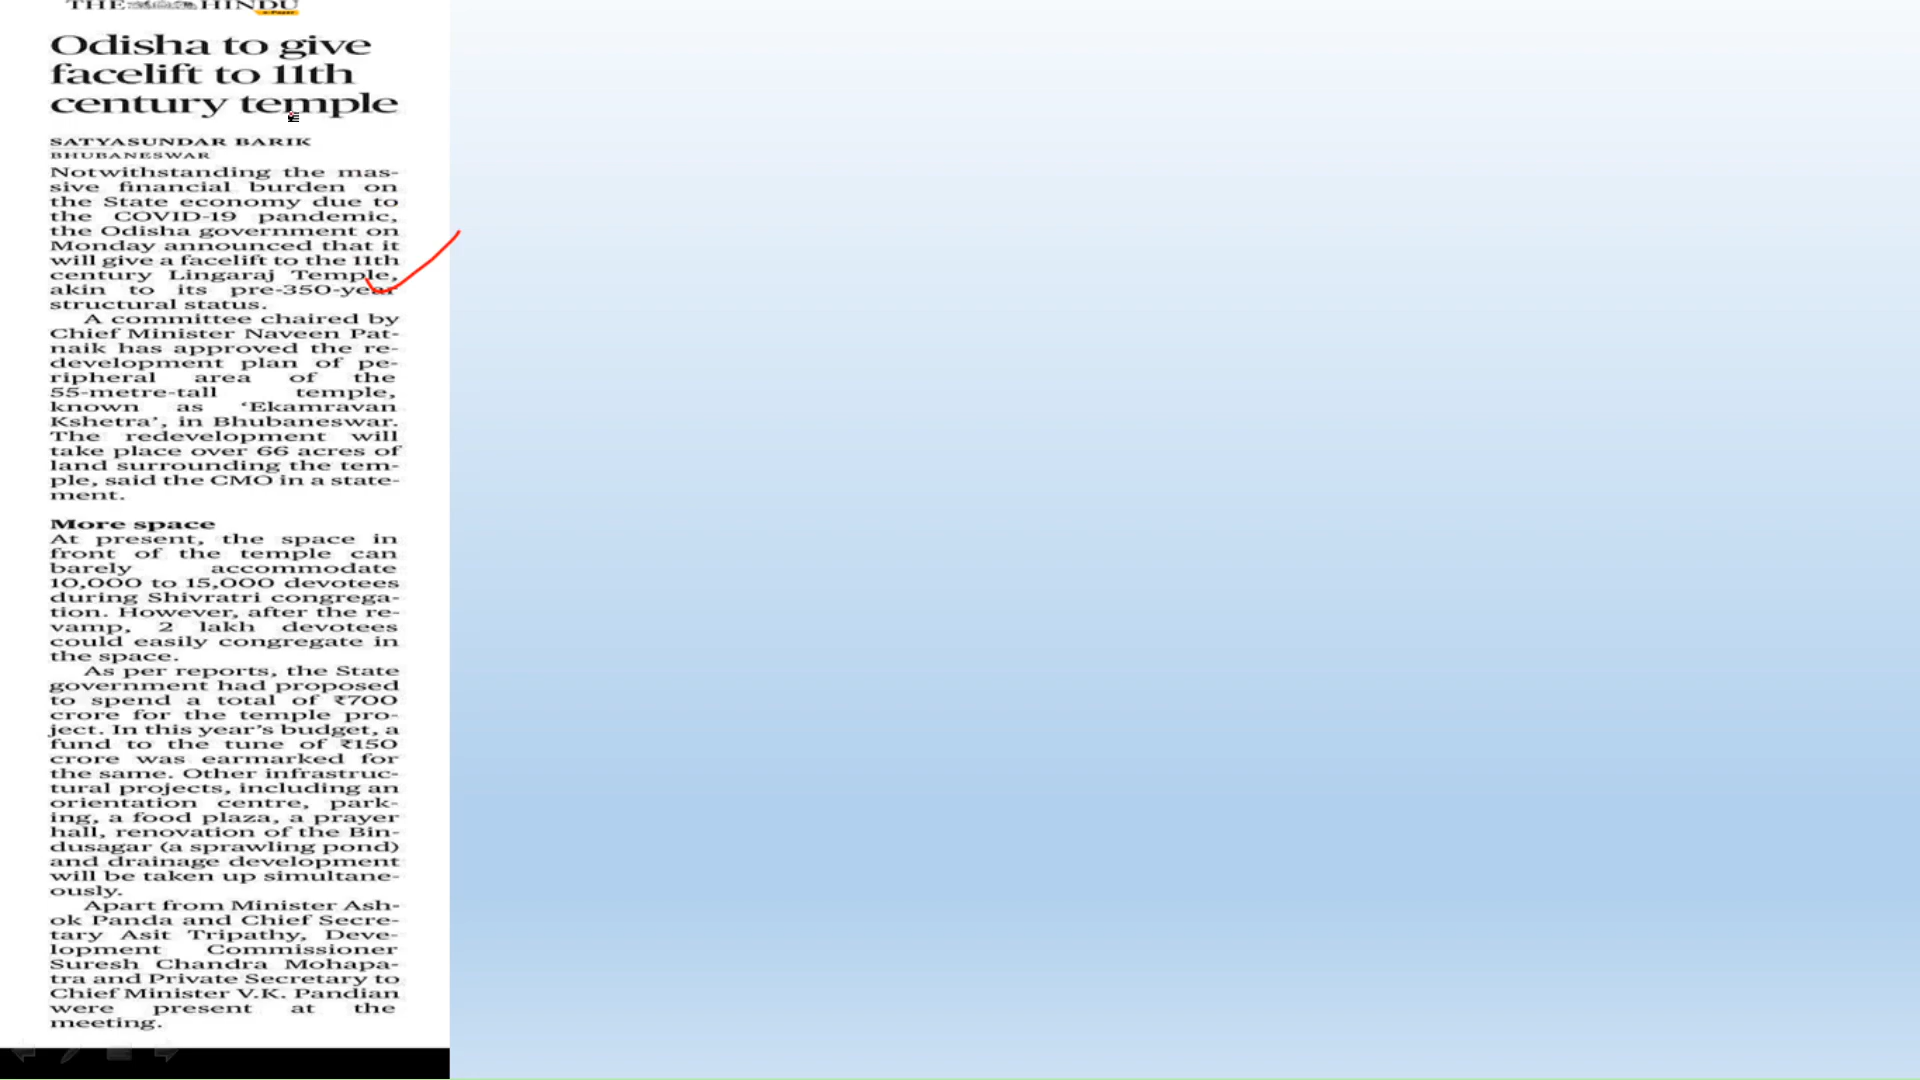 THE HINDU
e-Paper
Odisha to give
facelift to 11th
century temple
SATYASUNDAR BARIK
BHUBANESWAR
Notwithstanding the mas-
sive financial burden on
the State economy due to
the COVID-19 pandemic,
the Odisha government on
Monday announced that it
will give a facelift to the 11th
century Lingaraj Temple,
akin to its pre-350-year
structural status.
A committee chaired by
Chief Minister Naveen Pat-
naik has approved the re-
development plan of pe-
ripheral area of the
55-metre-tall temple,
known as ‘Ekamravan
Kshetra’, in Bhubaneswar.
The redevelopment will
take place over 66 acres of
land surrounding the tem-
ple, said the CMO in a state-
ment.
More space
At present, the space in
front of the temple can
barely accommodate
10,000 to 15,000 devotees
during Shivratri congrega-
tion. However, after the re-
vamp, 2 lakh devotees
could easily congregate in
the space.
As per reports, the State
government had proposed
to spend a total of ₹700
crore for the temple pro-
ject. In this year’s budget, a
fund to the tune of ₹150
crore was earmarked for
the same. Other infrastruc-
tural projects, including an
orientation centre, park-
ing, a food plaza, a prayer
hall, renovation of the Bin-
dusagar (a sprawling pond)
and drainage development
will be taken up simultane-
ously.
Apart from Minister Ash-
ok Panda and Chief Secre-
tary Asit Tripathy, Deve-
lopment Commissioner
Suresh Chandra Mohapa-
tra and Private Secretary to
Chief Minister V.K. Pandian
were present at the
meeting.